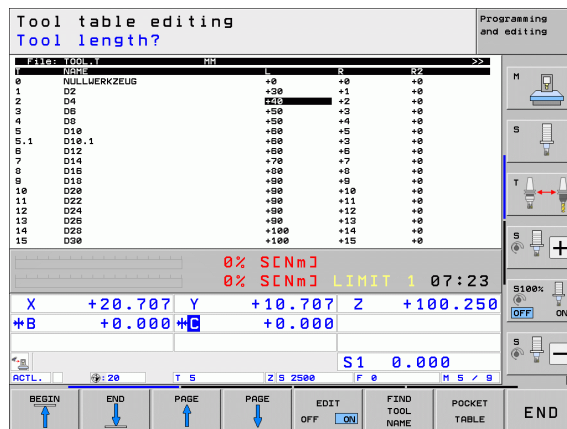 Tool table editing
Tool length?
Programming
and editing
File: TOOL.T MM >>
T NAME L R R2
0 NULLWERKZEUG +0 +0 +0
1 D2 +30 +1 +0
2 D4 +40 +2 +0
3 D6 +50 +3 +0
4 D8 +50 +4 +0
5 D10 +60 +5 +0
5.1 D10.1 +60 +3 +0
6 D12 +60 +6 +0
7 D14 +70 +7 +0
8 D16 +80 +8 +0
9 D18 +90 +9 +0
10 D20 +90 +10 +0
11 D22 +90 +11 +0
12 D24 +90 +12 +0
13 D26 +90 +13 +0
14 D28 +100 +14 +0
15 D30 +100 +15 +0
0% S[Nm]
0% S[Nm] LIMIT 1 07:23
X +20.707 Y +10.707 Z +100.250
B +0.000 C +0.000
S1 0.000
ACTL. : 20 T 5 Z S 2500 F 0 M 5 / 9
M
S
T
S +
S100%
OFF ON
S -
BEGIN
END
PAGE
PAGE
EDIT
OFF ON
FIND
TOOL
NAME
POCKET
TABLE
END